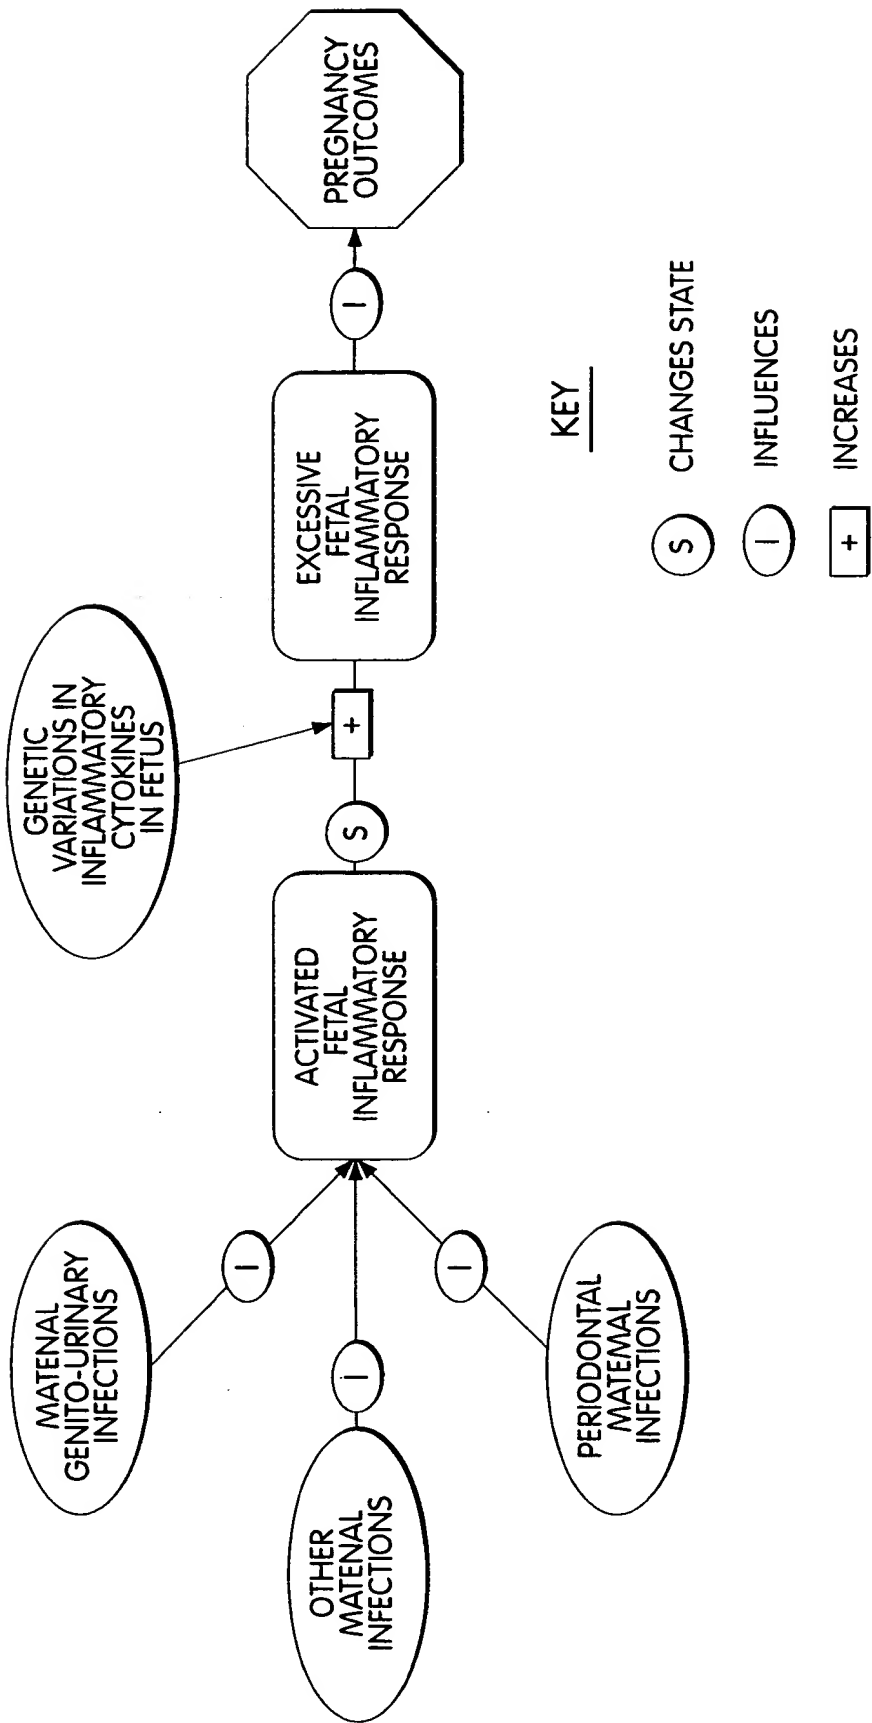 MATENAL
GENITO-URINARY
INFECTIONS
I
OTHER
MATENAL
INFECTIONS
I
PERIODONTAL
MATEMAL
INFECTIONS
I
ACTIVATED
FETAL
INFLAMMATORY
RESPONSE
S
+
GENETIC
VARIATIONS IN
INFLAMMATORY
CYTOKINES
IN FETUS
EXCESSIVE
FETAL
INFLAMMATORY
RESPONSE
I
PREGNANCY
OUTCOMES
KEY
S CHANGES STATE
I INFLUENCES
+ INCREASES